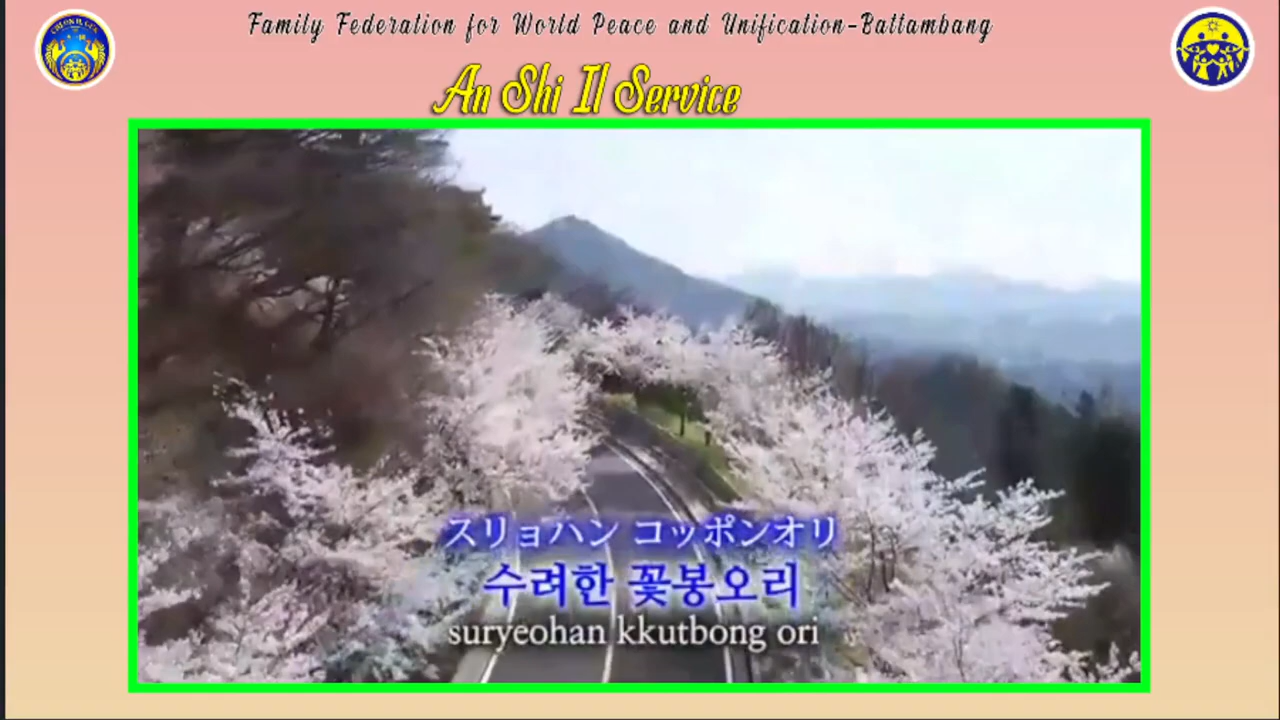 Family Federation for World Peace and Unification-Battambang
An Shi Il Service
スリョハン コッポンオリ
수려한 꽃봉오리
suryeohan kkutbong ori